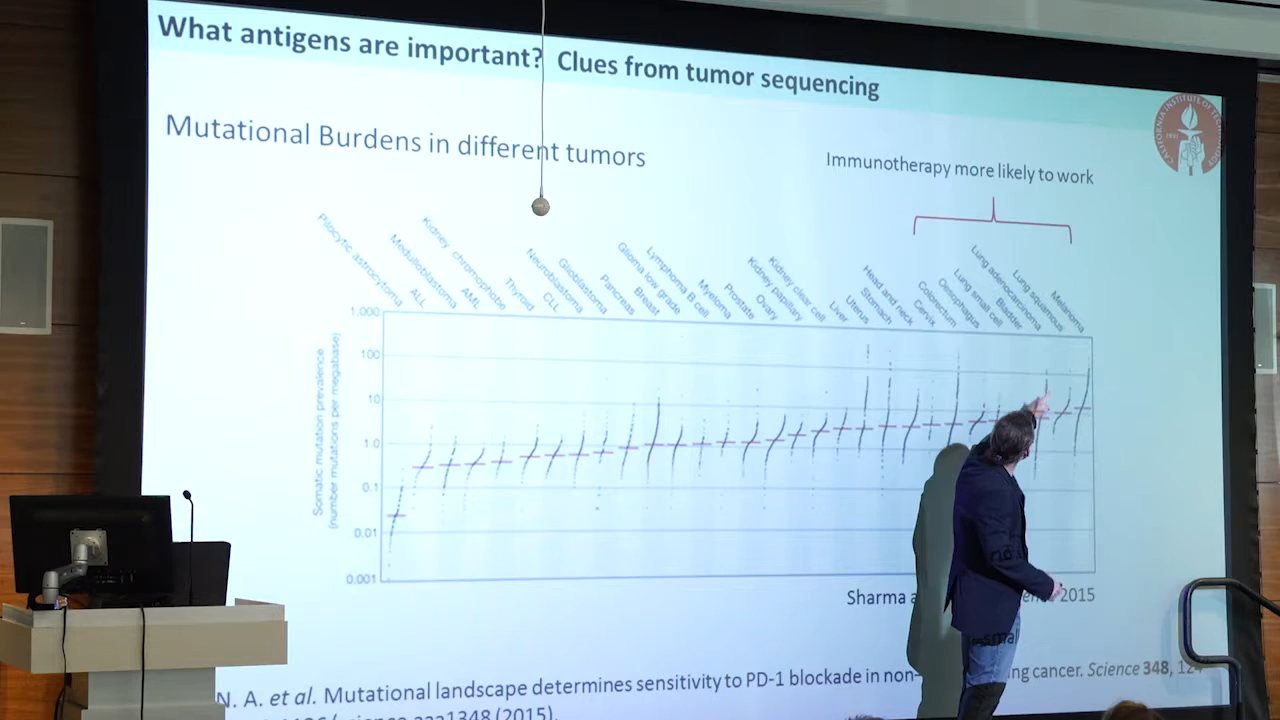 What antigens are important? Clues from tumor sequencing
CALIFORNIA INSTITUTE OF
Mutational Burdens in different tumors
Immunotherapy more likely to work
Pilocytic astrocytoma
ALL
Medulloblastoma
AML
Kidney chromophobe
Thyroid
CLL
Neuroblastoma
Glioblastoma
Pancreas
Breast
Glioma low grade
Lymphoma B cell
Myeloma
Prostate
Ovary
Kidney papillary
Kidney clear cell
Liver
Uterus
Stomach
Head and neck
Cervix
Colorectum
Oesophagus
Lung small cell
Bladder
Lung adenocarcinoma
Lung squamous
Melanoma
Somatic mutation prevalence
(number mutations per megabase)
1,000
100
10
1.0
0.1
0.01
0.001
Sharma 2015
small
N. A. et al. Mutational landscape determines sensitivity to PD-1 blockade in non- cancer. Science 348,
(2015).